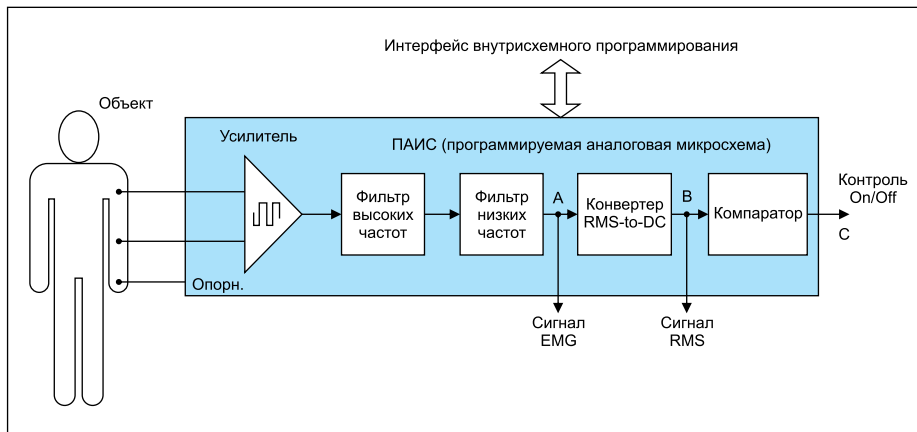 Интерфейс внутрисхемного программирования
Объект
Усилитель
ПАИС (программируемая аналоговая микросхема)
Фильтр
высоких
частот
Фильтр
низких
частот
A
Конвертер
RMS-to-DC
B
Компаратор
Контроль
On/Off
C
Опорн.
Сигнал
EMG
Сигнал
RMS